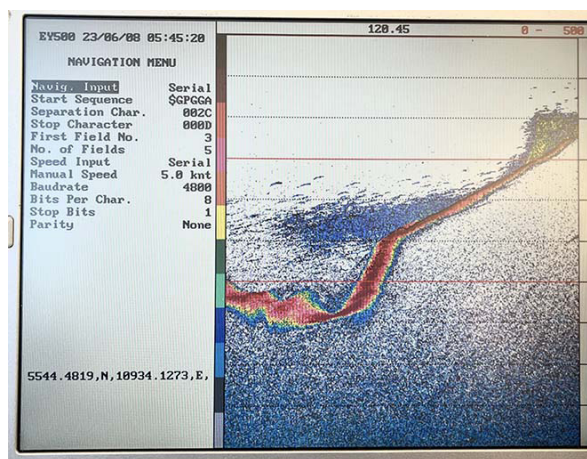 EY500 23/06/08 05:45:20
120.45
0 - 500
NAVIGATION MENU
Navig. Input Serial
Start Sequence $GPGGA
Separation Char. 002C
Stop Character 000D
First Field No. 3
No. of Fields 5
Speed Input Serial
Manual Speed 5.0 knt
Baudrate 4800
Bits Per Char. 8
Stop Bits 1
Parity None
5544.4819,N,10934.1273,E,